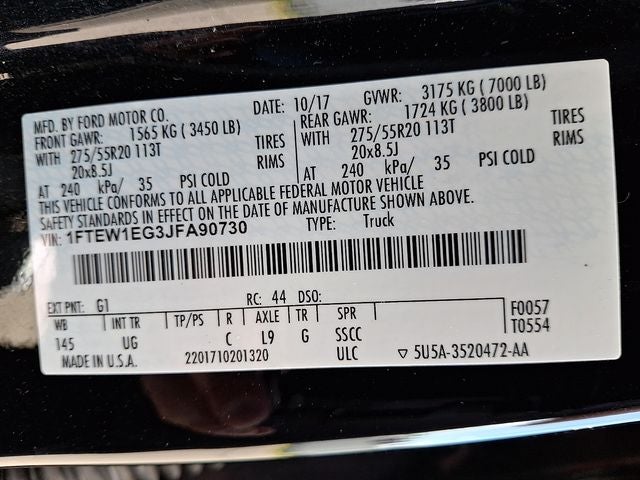 MFD. BY FORD MOTOR CO. DATE: 10/17 GVWR: 3175 KG ( 7000 LB)
FRONT GAWR: 1565 KG ( 3450 LB) REAR GAWR: 1724 KG ( 3800 LB)
WITH 275/55R20 113T TIRES WITH 275/55R20 113T TIRES
20x8.5J RIMS 20x8.5J RIMS
AT 240 kPa/ 35 PSI COLD AT 240 kPa/ 35 PSI COLD
THIS VEHICLE CONFORMS TO ALL APPLICABLE FEDERAL MOTOR VEHICLE
SAFETY STANDARDS IN EFFECT ON THE DATE OF MANUFACTURE SHOWN ABOVE.
VIN: 1FTEW1EG3JFA90730 TYPE: Truck
EXT PNT: G1 RC: 44 DSO:
WB INT TR TP/PS R AXLE TR SPR F0057
145 UG C L9 G SSCC T0554
MADE IN U.S.A. 2201710201320 ULC ▽ 5U5A-3520472-AA